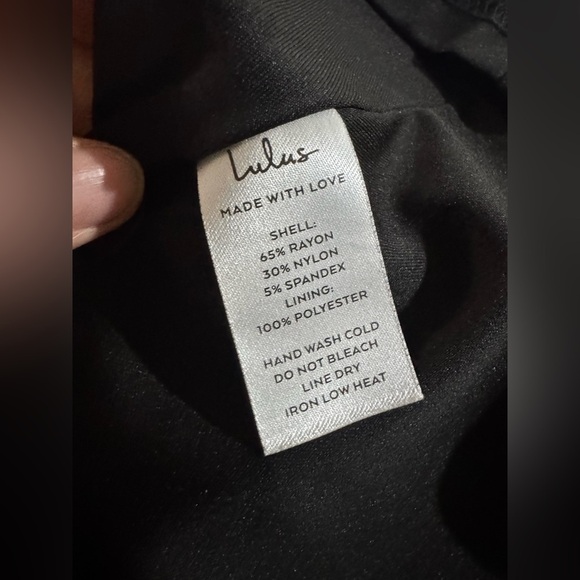 Lulus
MADE WITH LOVE
SHELL:
65% RAYON
30% NYLON
5% SPANDEX
LINING:
100% POLYESTER
HAND WASH COLD
DO NOT BLEACH
LINE DRY
IRON LOW HEAT